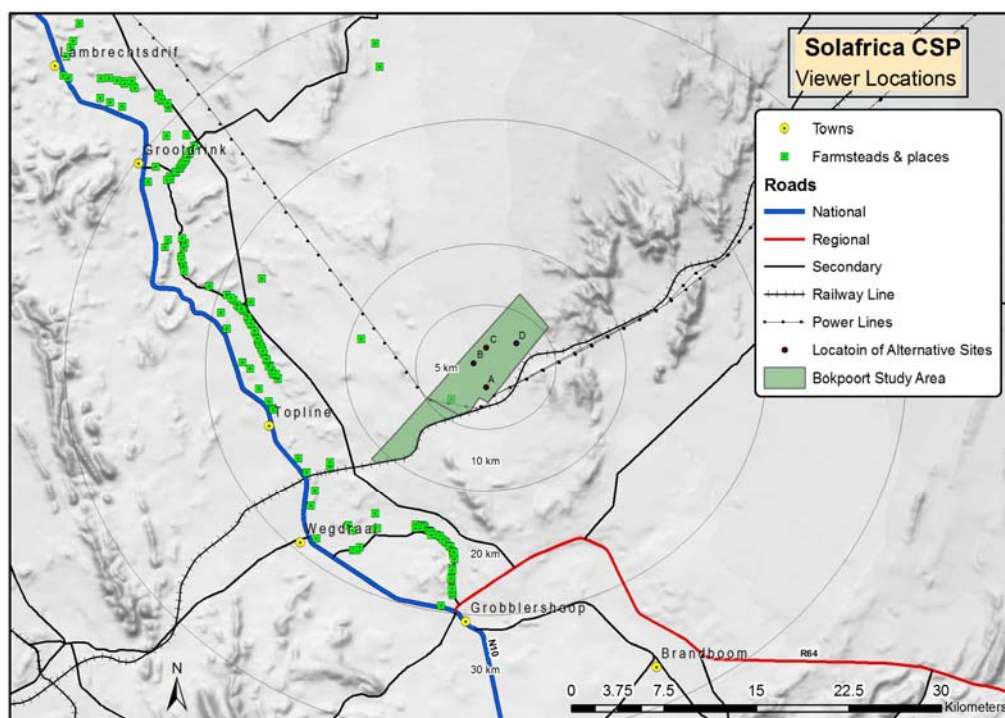 Solafrica CSP
Viewer Locations
Towns
Farmsteads & places
Roads
National
Regional
Secondary
Railway Line
Power Lines
Locatoin of Alternative Sites
Bokpoort Study Area
Lambrechtsdrif
Grootdrink
D
C
B
5 km
A
Topline
10 km
Wegdraai
20 km
Grobblershoop
N10
Brandboom
R64
30 km
N
0 3.75 7.5 15 22.5 30
Kilometers